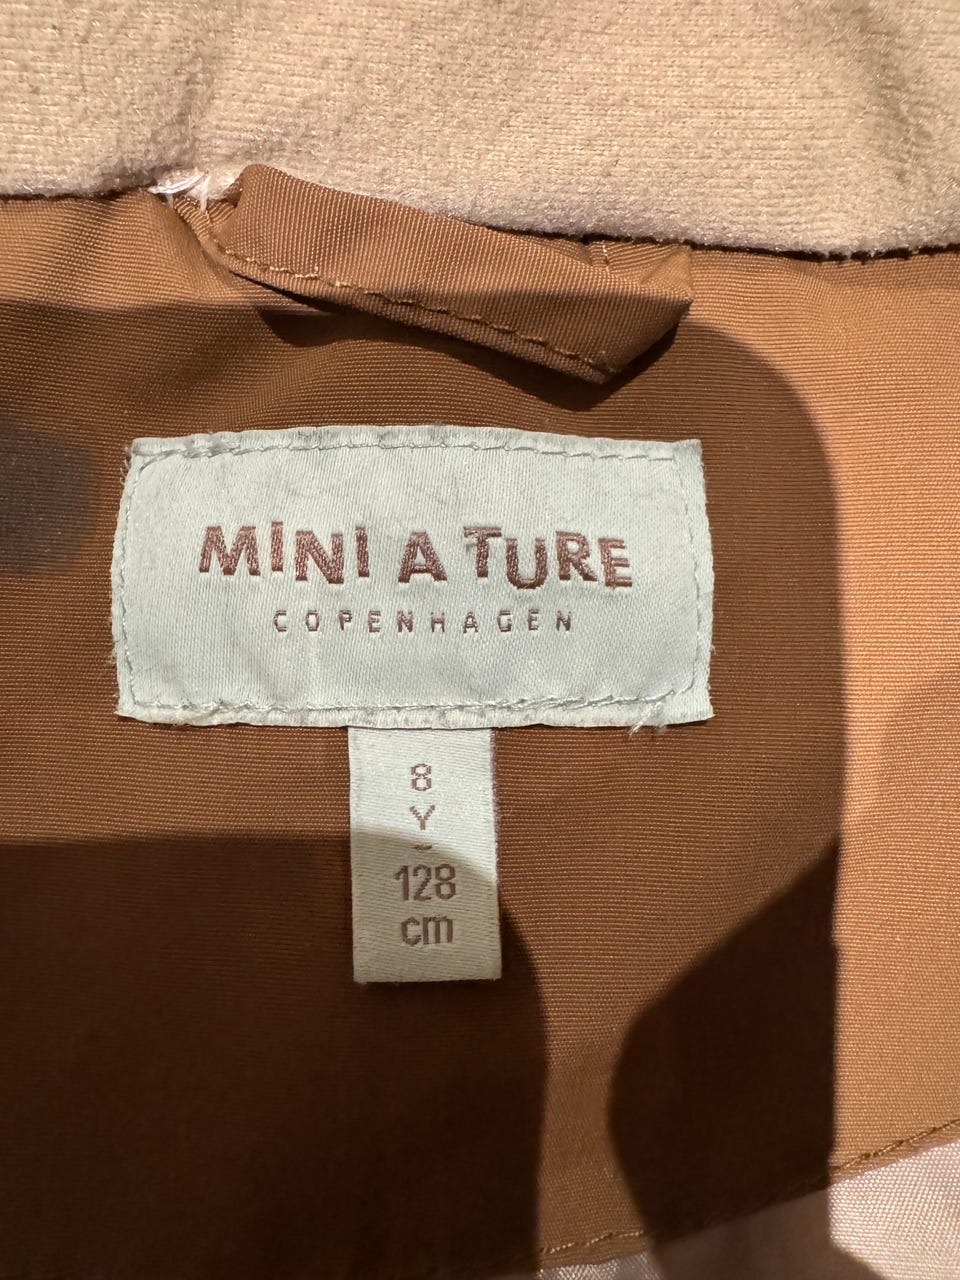 MINI A TURE
COPENHAGEN
8
Y
-
128
cm